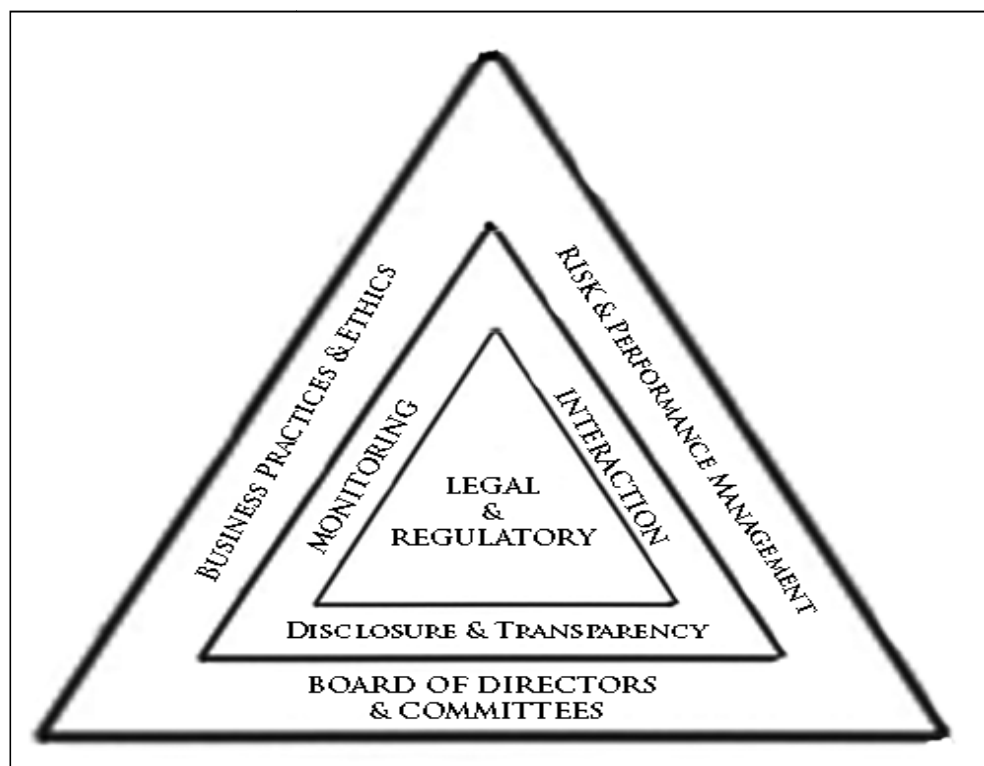 BUSINESS PRACTICES & ETHICS
RISK & PERFORMANCE MANAGEMENT
MONITORING
INTERACTION
LEGAL
&
REGULATORY
DISCLOSURE & TRANSPARENCY
BOARD OF DIRECTORS
& COMMITTEES